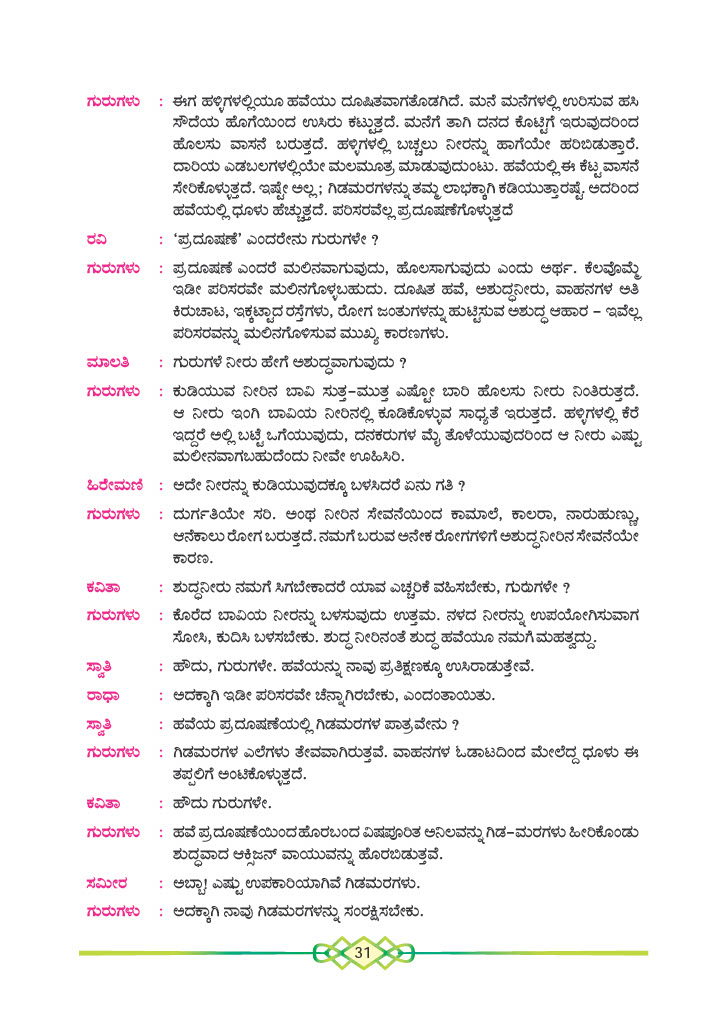 ಗುರುಗಳು : ಈಗ ಹಳ್ಳಿಗಳಲ್ಲಿಯೂ ಹವೆಯು ದೂಷಿತವಾಗತೊಡಗಿದೆ. ಮನೆ ಮನೆಗಳಲ್ಲಿ ಉರಿಸುವ ಹಸಿ
ಸೌದೆಯ ಹೊಗೆಯಿಂದ ಉಸಿರು ಕಟ್ಟುತ್ತದೆ. ಮನೆಗೆ ತಾಗಿ ದನದ ಕೊಟ್ಟಿಗೆ ಇರುವುದರಿಂದ
ಹೊಲಸು ವಾಸನೆ ಬರುತ್ತದೆ. ಹಳ್ಳಿಗಳಲ್ಲಿ ಬಚ್ಚಲು ನೀರನ್ನು ಹಾಗೆಯೇ ಹರಿಬಿಡುತ್ತಾರೆ.
ದಾರಿಯ ಎಡಬಲಗಳಲ್ಲಿಯೇ ಮಲಮೂತ್ರ ಮಾಡುವುದುಂಟು. ಹವೆಯಲ್ಲಿ ಈ ಕೆಟ್ಟ ವಾಸನೆ
ಸೇರಿಕೊಳ್ಳುತ್ತದೆ. ಇಷ್ಟೇ ಅಲ್ಲ ; ಗಿಡಮರಗಳನ್ನು ತಮ್ಮ ಲಾಭಕ್ಕಾಗಿ ಕಡಿಯುತ್ತಾರಷ್ಟೆ. ಅದರಿಂದ
ಹವೆಯಲ್ಲಿ ಧೂಳು ಹೆಚ್ಚುತ್ತದೆ. ಪರಿಸರವೆಲ್ಲ ಪ್ರದೂಷಣೆಗೊಳ್ಳುತ್ತದೆ
ರವಿ : ‘ಪ್ರದೂಷಣೆ’ ಎಂದರೇನು ಗುರುಗಳೇ ?
ಗುರುಗಳು : ಪ್ರದೂಷಣೆ ಎಂದರೆ ಮಲಿನವಾಗುವುದು, ಹೊಲಸಾಗುವುದು ಎಂದು ಅರ್ಥ. ಕೆಲವೊಮ್ಮೆ
ಇಡೀ ಪರಿಸರವೇ ಮಲಿನಗೊಳ್ಳಬಹುದು. ದೂಷಿತ ಹವೆ, ಅಶುದ್ಧನೀರು, ವಾಹನಗಳ ಅತಿ
ಕಿರುಚಾಟ, ಇಕ್ಕಟ್ಟಾದ ರಸ್ತೆಗಳು, ರೋಗ ಜಂತುಗಳನ್ನು ಹುಟ್ಟಿಸುವ ಅಶುದ್ಧ ಆಹಾರ – ಇವೆಲ್ಲ
ಪರಿಸರವನ್ನು ಮಲಿನಗೊಳಿಸುವ ಮುಖ್ಯ ಕಾರಣಗಳು.
ಮಾಲತಿ : ಗುರುಗಳೆ ನೀರು ಹೇಗೆ ಅಶುದ್ಧವಾಗುವುದು ?
ಗುರುಗಳು : ಕುಡಿಯುವ ನೀರಿನ ಬಾವಿ ಸುತ್ತ–ಮುತ್ತ ಎಷ್ಟೋ ಬಾರಿ ಹೊಲಸು ನೀರು ನಿಂತಿರುತ್ತದೆ.
ಆ ನೀರು ಇಂಗಿ ಬಾವಿಯ ನೀರಿನಲ್ಲಿ ಕೂಡಿಕೊಳ್ಳುವ ಸಾಧ್ಯತೆ ಇರುತ್ತದೆ. ಹಳ್ಳಿಗಳಲ್ಲಿ ಕೆರೆ
ಇದ್ದರೆ ಅಲ್ಲಿ ಬಟ್ಟೆ ಒಗೆಯುವುದು, ದನಕರುಗಳ ಮೈ ತೊಳೆಯುವುದರಿಂದ ಆ ನೀರು ಎಷ್ಟು
ಮಲೀನವಾಗಬಹುದೆಂದು ನೀವೇ ಊಹಿಸಿರಿ.
ಹಿರೇಮಣಿ : ಅದೇ ನೀರನ್ನು ಕುಡಿಯುವುದಕ್ಕೂ ಬಳಸಿದರೆ ಏನು ಗತಿ ?
ಗುರುಗಳು : ದುರ್ಗತಿಯೇ ಸರಿ. ಅಂಥ ನೀರಿನ ಸೇವನೆಯಿಂದ ಕಾಮಾಲೆ, ಕಾಲರಾ, ನಾರುಹುಣ್ಣು,
ಆನೆಕಾಲು ರೋಗ ಬರುತ್ತದೆ. ನಮಗೆ ಬರುವ ಅನೇಕ ರೋಗಗಳಿಗೆ ಅಶುದ್ಧ ನೀರಿನ ಸೇವನೆಯೇ
ಕಾರಣ.
ಕವಿತಾ : ಶುದ್ಧನೀರು ನಮಗೆ ಸಿಗಬೇಕಾದರೆ ಯಾವ ಎಚ್ಚರಿಕೆ ವಹಿಸಬೇಕು, ಗುರುಗಳೇ ?
ಗುರುಗಳು : ಕೊರೆದ ಬಾವಿಯ ನೀರನ್ನು ಬಳಸುವುದು ಉತ್ತಮ. ನಳದ ನೀರನ್ನು ಉಪಯೋಗಿಸುವಾಗ
ಸೋಸಿ, ಕುದಿಸಿ ಬಳಸಬೇಕು. ಶುದ್ಧ ನೀರಿನಂತೆ ಶುದ್ಧ ಹವೆಯೂ ನಮಗೆ ಮಹತ್ವದ್ದು.
ಸ್ವಾತಿ : ಹೌದು, ಗುರುಗಳೇ. ಹವೆಯನ್ನು ನಾವು ಪ್ರತಿಕ್ಷಣಕ್ಕೂ ಉಸಿರಾಡುತ್ತೇವೆ.
ರಾಧಾ : ಅದಕ್ಕಾಗಿ ಇಡೀ ಪರಿಸರವೇ ಚೆನ್ನಾಗಿರಬೇಕು, ಎಂದಂತಾಯಿತು.
ಸ್ವಾತಿ : ಹವೆಯ ಪ್ರದೂಷಣೆಯಲ್ಲಿ ಗಿಡಮರಗಳ ಪಾತ್ರವೇನು ?
ಗುರುಗಳು : ಗಿಡಮರಗಳ ಎಲೆಗಳು ತೇವವಾಗಿರುತ್ತವೆ. ವಾಹನಗಳ ಓಡಾಟದಿಂದ ಮೇಲೆದ್ದ ಧೂಳು ಈ
ತಪ್ಪಲಿಗೆ ಅಂಟಿಕೊಳ್ಳುತ್ತದೆ.
ಕವಿತಾ : ಹೌದು ಗುರುಗಳೇ.
ಗುರುಗಳು : ಹವೆ ಪ್ರದೂಷಣೆಯಿಂದ ಹೊರಬಂದ ವಿಷಪೂರಿತ ಅನಿಲವನ್ನು ಗಿಡ–ಮರಗಳು ಹೀರಿಕೊಂಡು
ಶುದ್ಧವಾದ ಆಕ್ಸಿಜನ್ ವಾಯುವನ್ನು ಹೊರಬಿಡುತ್ತವೆ.
ಸಮೀರ : ಅಬ್ಬಾ! ಎಷ್ಟು ಉಪಕಾರಿಯಾಗಿವೆ ಗಿಡಮರಗಳು.
ಗುರುಗಳು : ಅದಕ್ಕಾಗಿ ನಾವು ಗಿಡಮರಗಳನ್ನು ಸಂರಕ್ಷಿಸಬೇಕು.
31